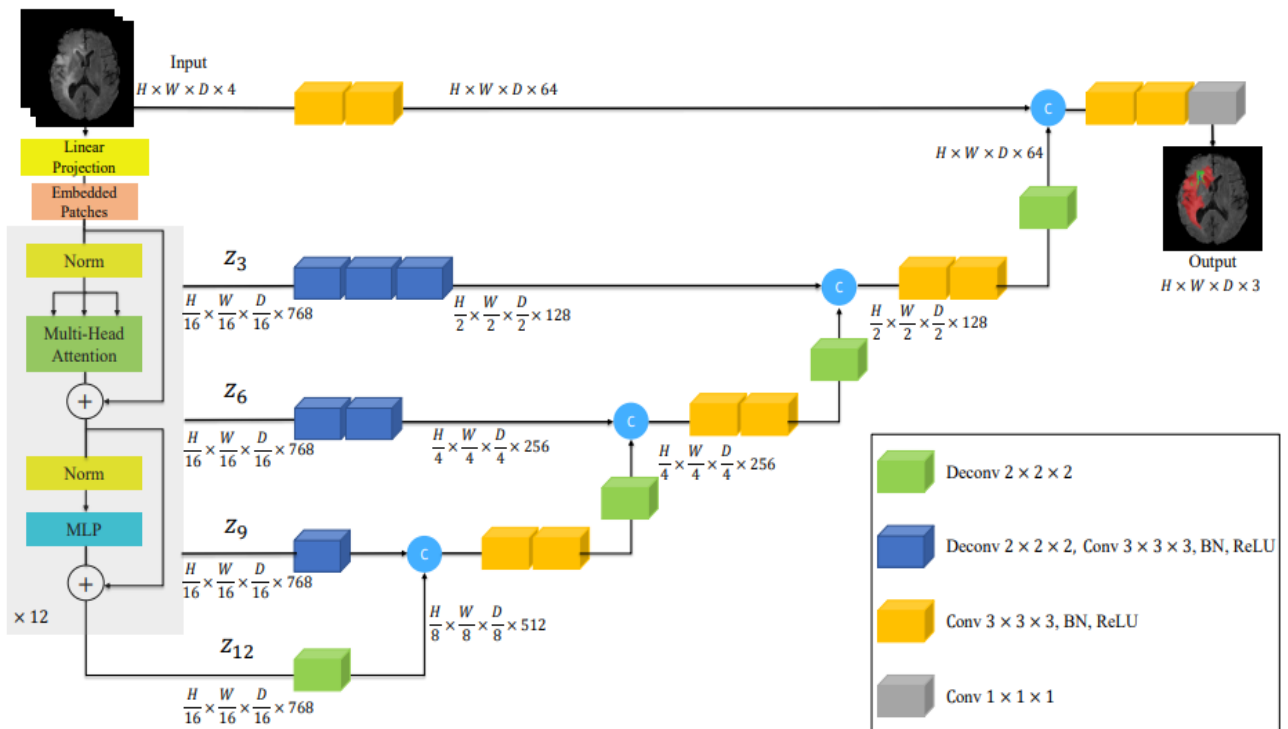 Input
H × W × D × 4
H × W × D × 64
C
Linear
Projection
Embedded
Patches
H × W × D × 64
Output
H × W × D × 3
Norm
Multi-Head
Attention
+
Norm
MLP
+
× 12
z₃
H/16 × W/16 × D/16 × 768
H/2 × W/2 × D/2 × 128
C
H/2 × W/2 × D/2 × 128
z₆
H/16 × W/16 × D/16 × 768
H/4 × W/4 × D/4 × 256
C
H/4 × W/4 × D/4 × 256
z₉
H/16 × W/16 × D/16 × 768
C
H/8 × W/8 × D/8 × 512
z₁₂
H/16 × W/16 × D/16 × 768
Deconv 2 × 2 × 2
Deconv 2 × 2 × 2, Conv 3 × 3 × 3, BN, ReLU
Conv 3 × 3 × 3, BN, ReLU
Conv 1 × 1 × 1